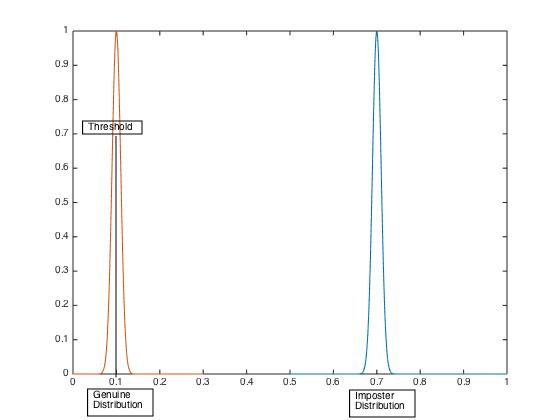 1
0.9
0.8
Threshold
0.7
0.6
0.5
0.4
0.3
0.2
0.1
0
0 0.1 0.2 0.3 0.4 0.5 0.6 0.7 0.8 0.9 1
Genuine
Distribution
Imposter
Distribution